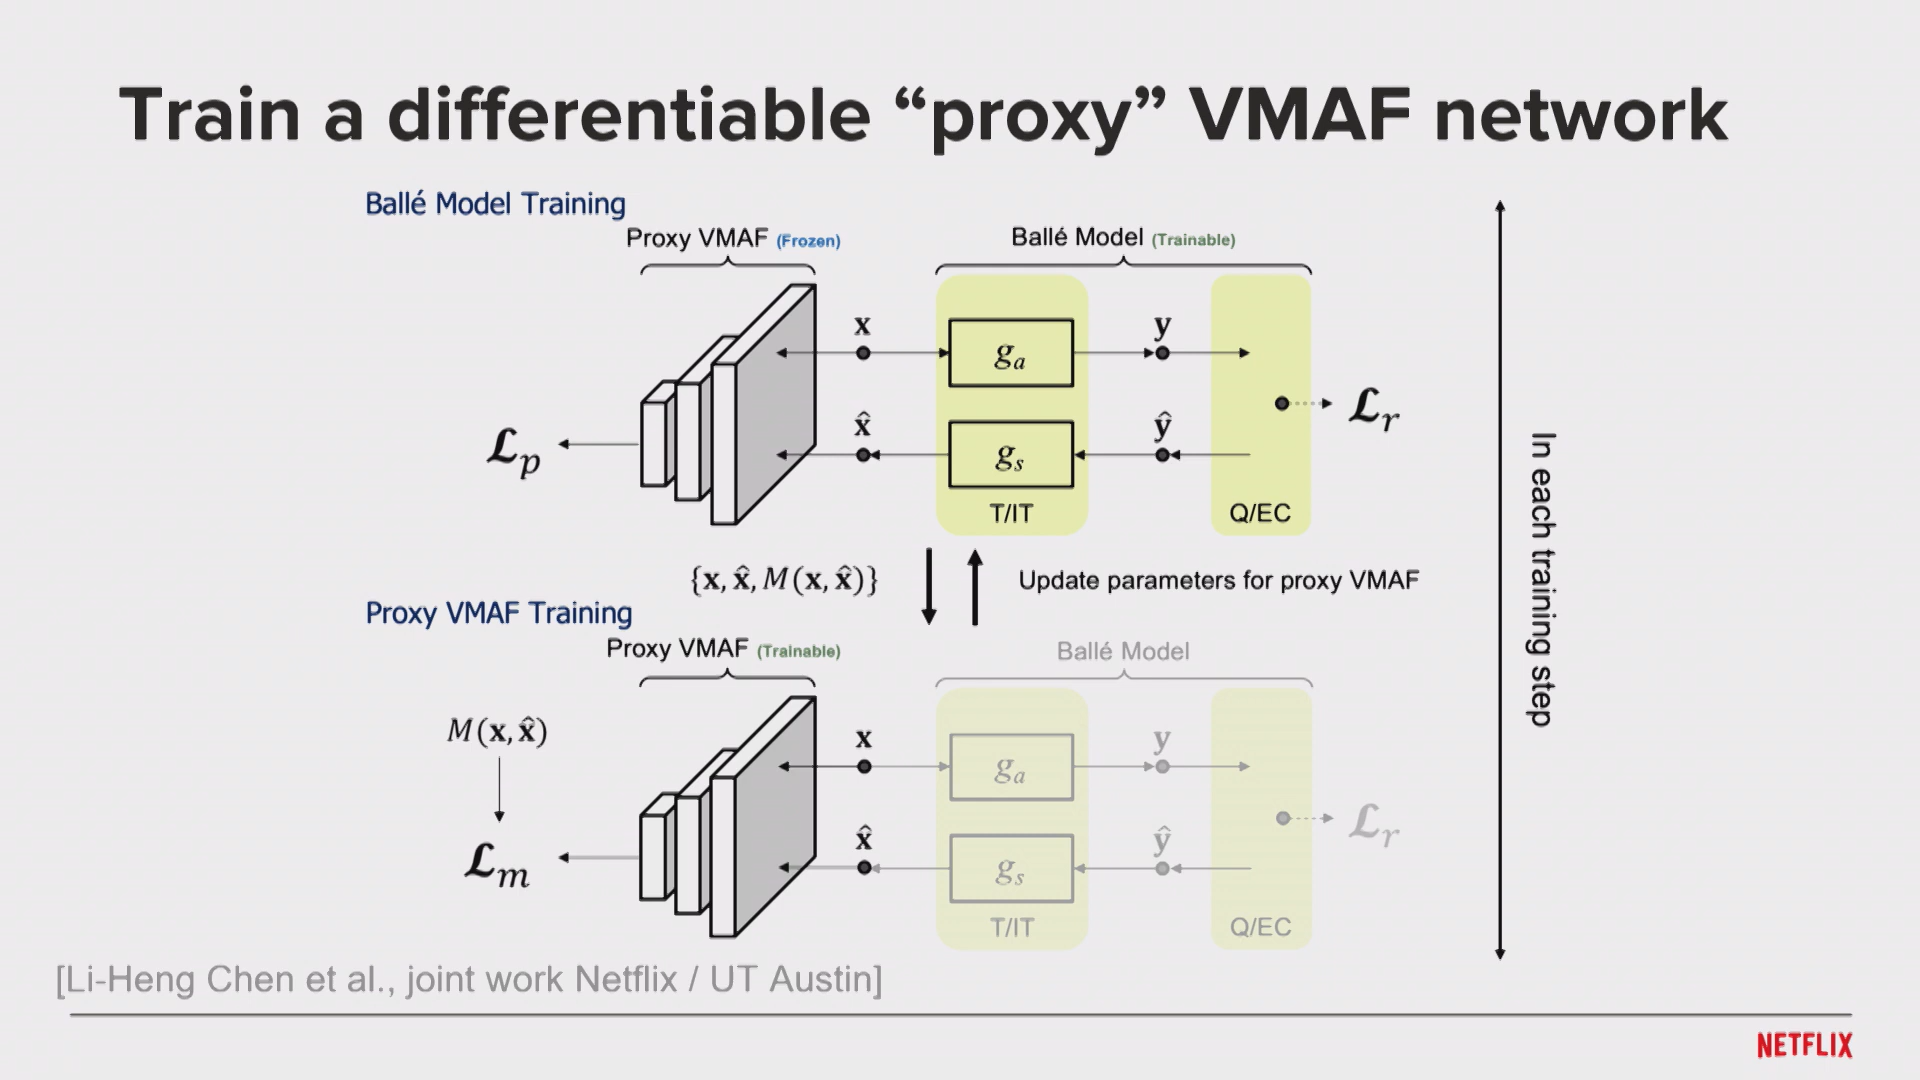 Train a differentiable “proxy” VMAF network
Ballé Model Training
Proxy VMAF (Frozen)
Ballé Model (Trainable)
x
g_a
y
ℒ_r
x̂
g_s
ŷ
ℒ_p
T/IT
Q/EC
{x, x̂, M(x, x̂)}
Update parameters for proxy VMAF
In each training step
Proxy VMAF Training
Proxy VMAF (Trainable)
Ballé Model
M(x, x̂)
x
g_a
y
ℒ_r
x̂
g_s
ŷ
ℒ_m
T/IT
Q/EC
[Li-Heng Chen et al., joint work Netflix / UT Austin]
NETFLIX